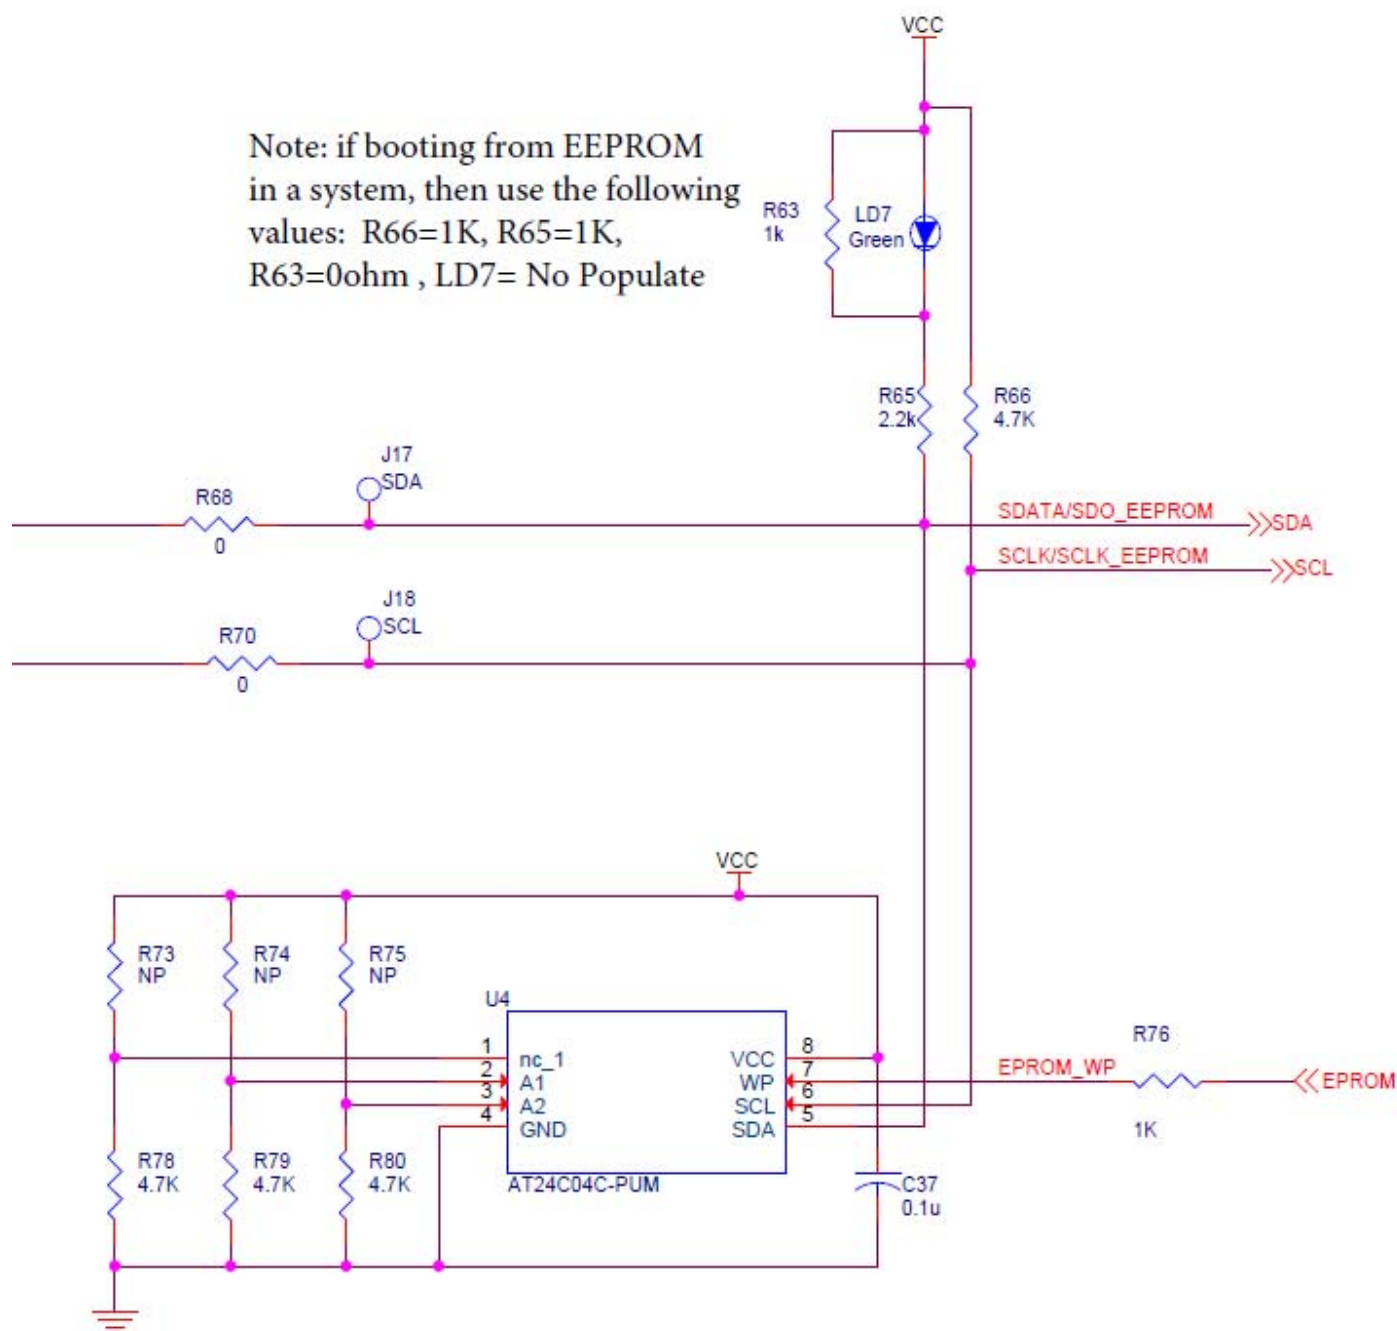 VCC
Note: if booting from EEPROM
in a system, then use the following
values: R66=1K, R65=1K,
R63=0ohm , LD7= No Populate
R63
1k
LD7
Green
R65
2.2k
R66
4.7K
J17
SDA
R68
0
SDATA/SDO_EEPROM
SDA
SCLK/SCLK_EEPROM
SCL
J18
SCL
R70
0
VCC
R73
NP
R74
NP
R75
NP
U4
1
nc_1
2
A1
3
A2
4
GND
VCC
8
WP
7
SCL
6
SDA
5
AT24C04C-PUM
EPROM_WP
R76
1K
EPROM
R78
4.7K
R79
4.7K
R80
4.7K
C37
0.1u